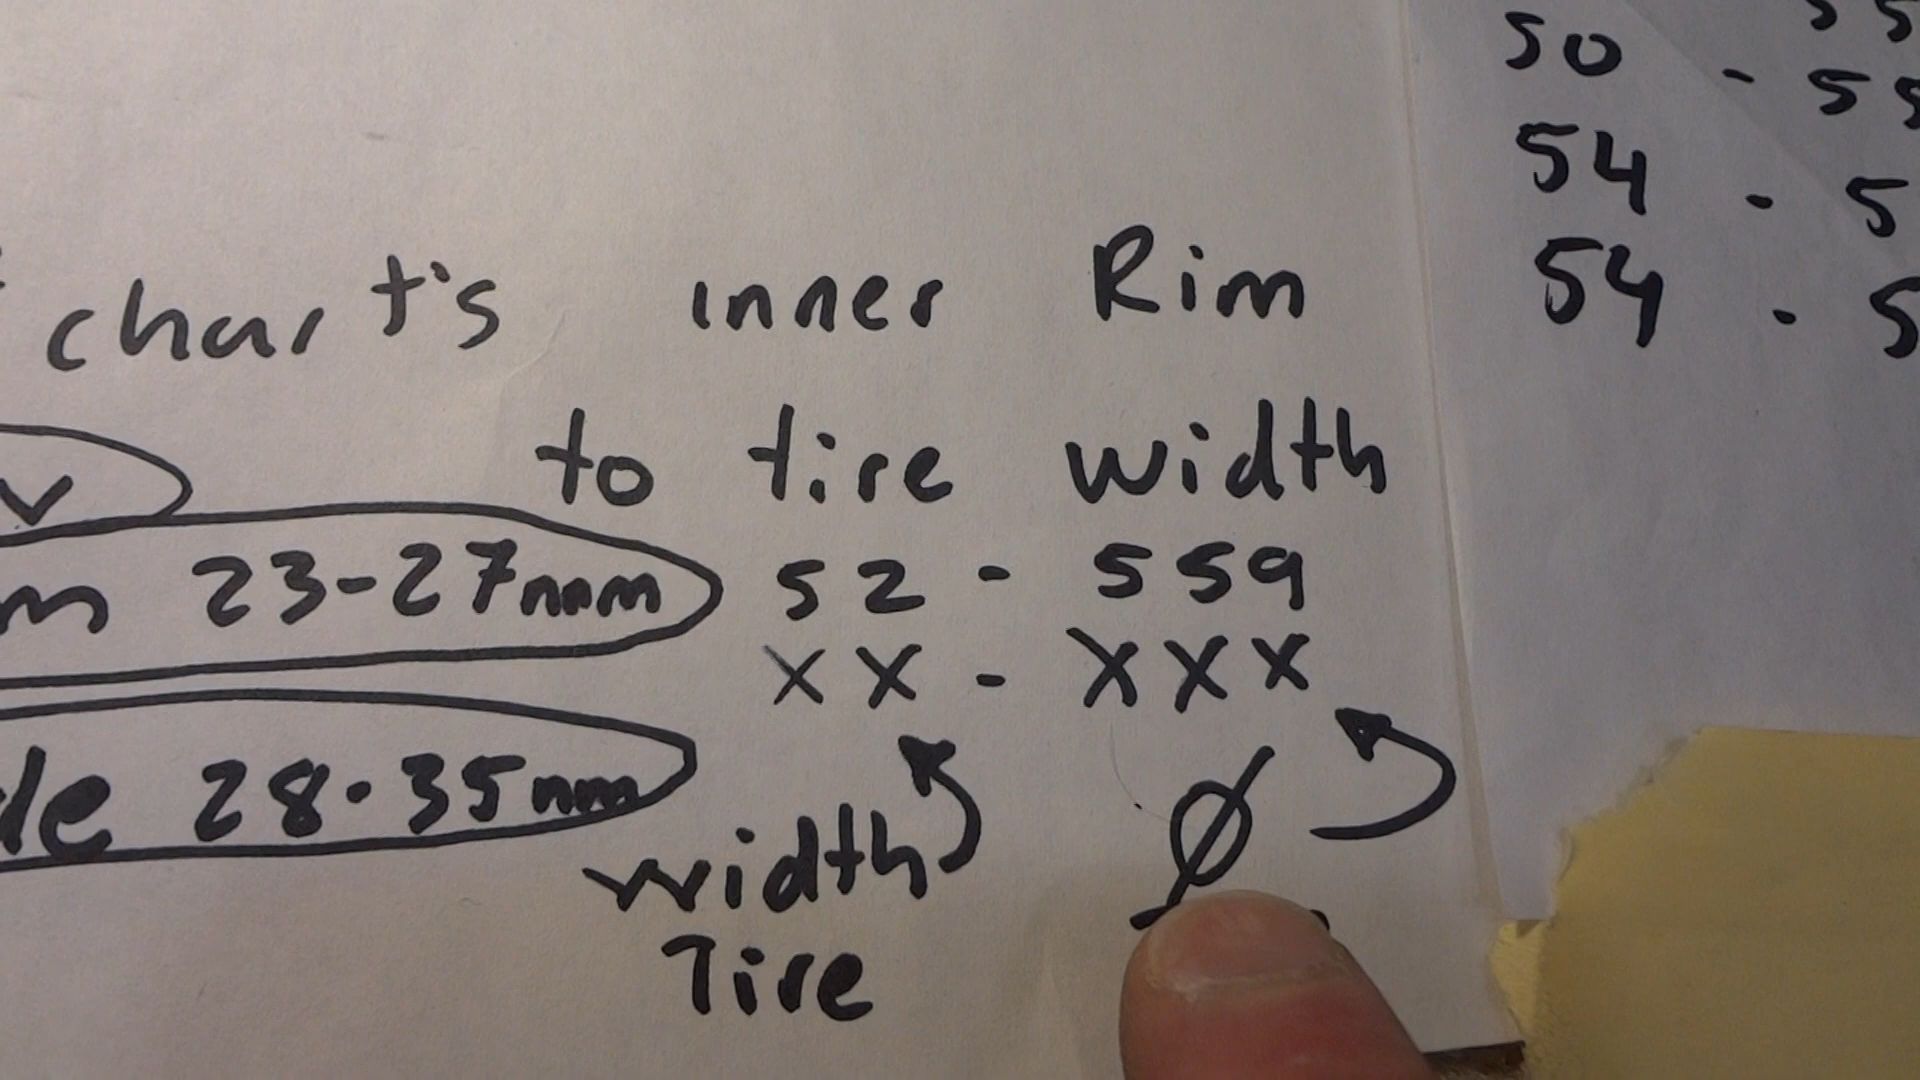 chart's inner Rim
to tire width
23-27mm 52 - 559
xx - xxx
28-35mm
width
Tire
Ø
50 - 55
54 - 5
54 - 5